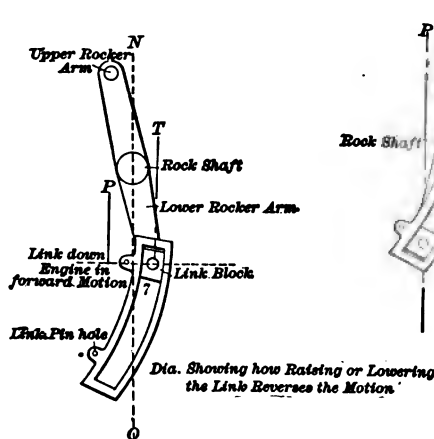 N
Upper Rocker
Arm
T
Rock Shaft
P
Lower Rocker Arm
Link down
Engine in
forward Motion
Link Block
7
Link Pin hole
O
Dia. Showing how Raising or Lowering
the Link Reverses the Motion
P
Rock Shaft